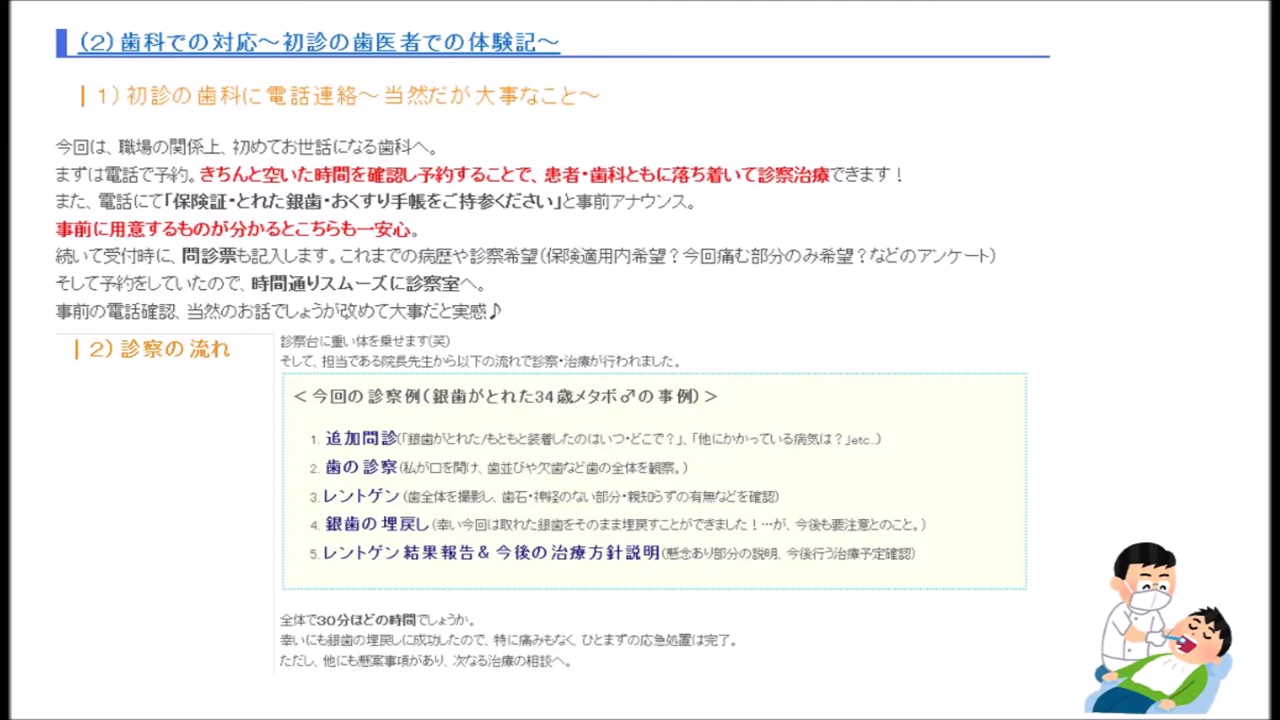 (2)歯科での対応～初診の歯医者での体験記～
1)初診の歯科に電話連絡～当然だが大事なこと～
今回は、職場の関係上、初めてお世話になる歯科へ。
まずは電話で予約。きちんと空いた時間を確認し予約することで、患者・歯科ともに落ち着いて診察治療できます！
また、電話にて「保険証・とれた銀歯・おくすり手帳をご持参ください」と事前アナウンス。
事前に用意するものが分かるとこちらも一安心。
続いて受付時に、問診票も記入します。これまでの病歴や診察希望(保険適用内希望？今回痛む部分のみ希望？などのアンケート)
そして予約をしていたので、時間通りスムーズに診察室へ。
事前の電話確認、当然のお話でしょうが改めて大事だと実感♪
2)診察の流れ
診察台に重い体を乗せます(笑)
そして、担当である院長先生から以下の流れで診察・治療が行われました。
＜今回の診察例(銀歯がとれた34歳メタボ♂の事例)＞
1. 追加問診(「銀歯がとれた/もともと装着したのはいつ・どこで？」、「他にかかっている病気は？」etc..)
2. 歯の診察(私が口を開け、歯並びや欠歯など歯の全体を観察。)
3. レントゲン(歯全体を撮影し、歯石・神経のない部分・親知らずの有無などを確認)
4. 銀歯の埋戻し(幸い今回は取れた銀歯をそのまま埋戻すことができました！…が、今後も要注意とのこと。)
5. レントゲン結果報告＆今後の治療方針説明(懸念あり部分の説明、今後行う治療予定確認)
全体で30分ほどの時間でしょうか。
幸いにも銀歯の埋戻しに成功したので、特に痛みもなく、ひとまずの応急処置は完了。
ただし、他にも懸案事項があり、次なる治療の相談へ。